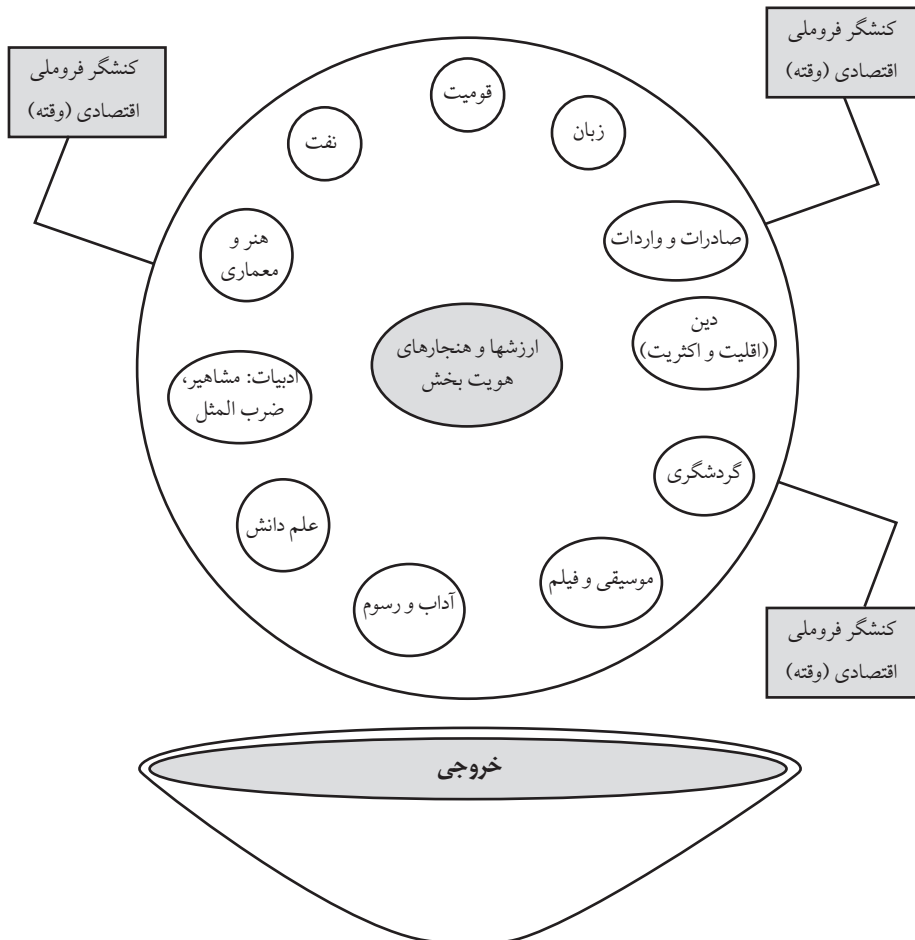 کنشگر فروملی
اقتصادی (وقته)
کنشگر فروملی
اقتصادی (وقته)
قومیت
زبان
نفت
صادرات و واردات
هنر و
معماری
دین
(اقلیت و اکثریت)
ارزشها و هنجارهای
هویت بخش
ادبیات: مشاهیر،
ضرب المثل
گردشگری
علم دانش
موسیقی و فیلم
آداب و رسوم
کنشگر فروملی
اقتصادی (وقته)
خروجی